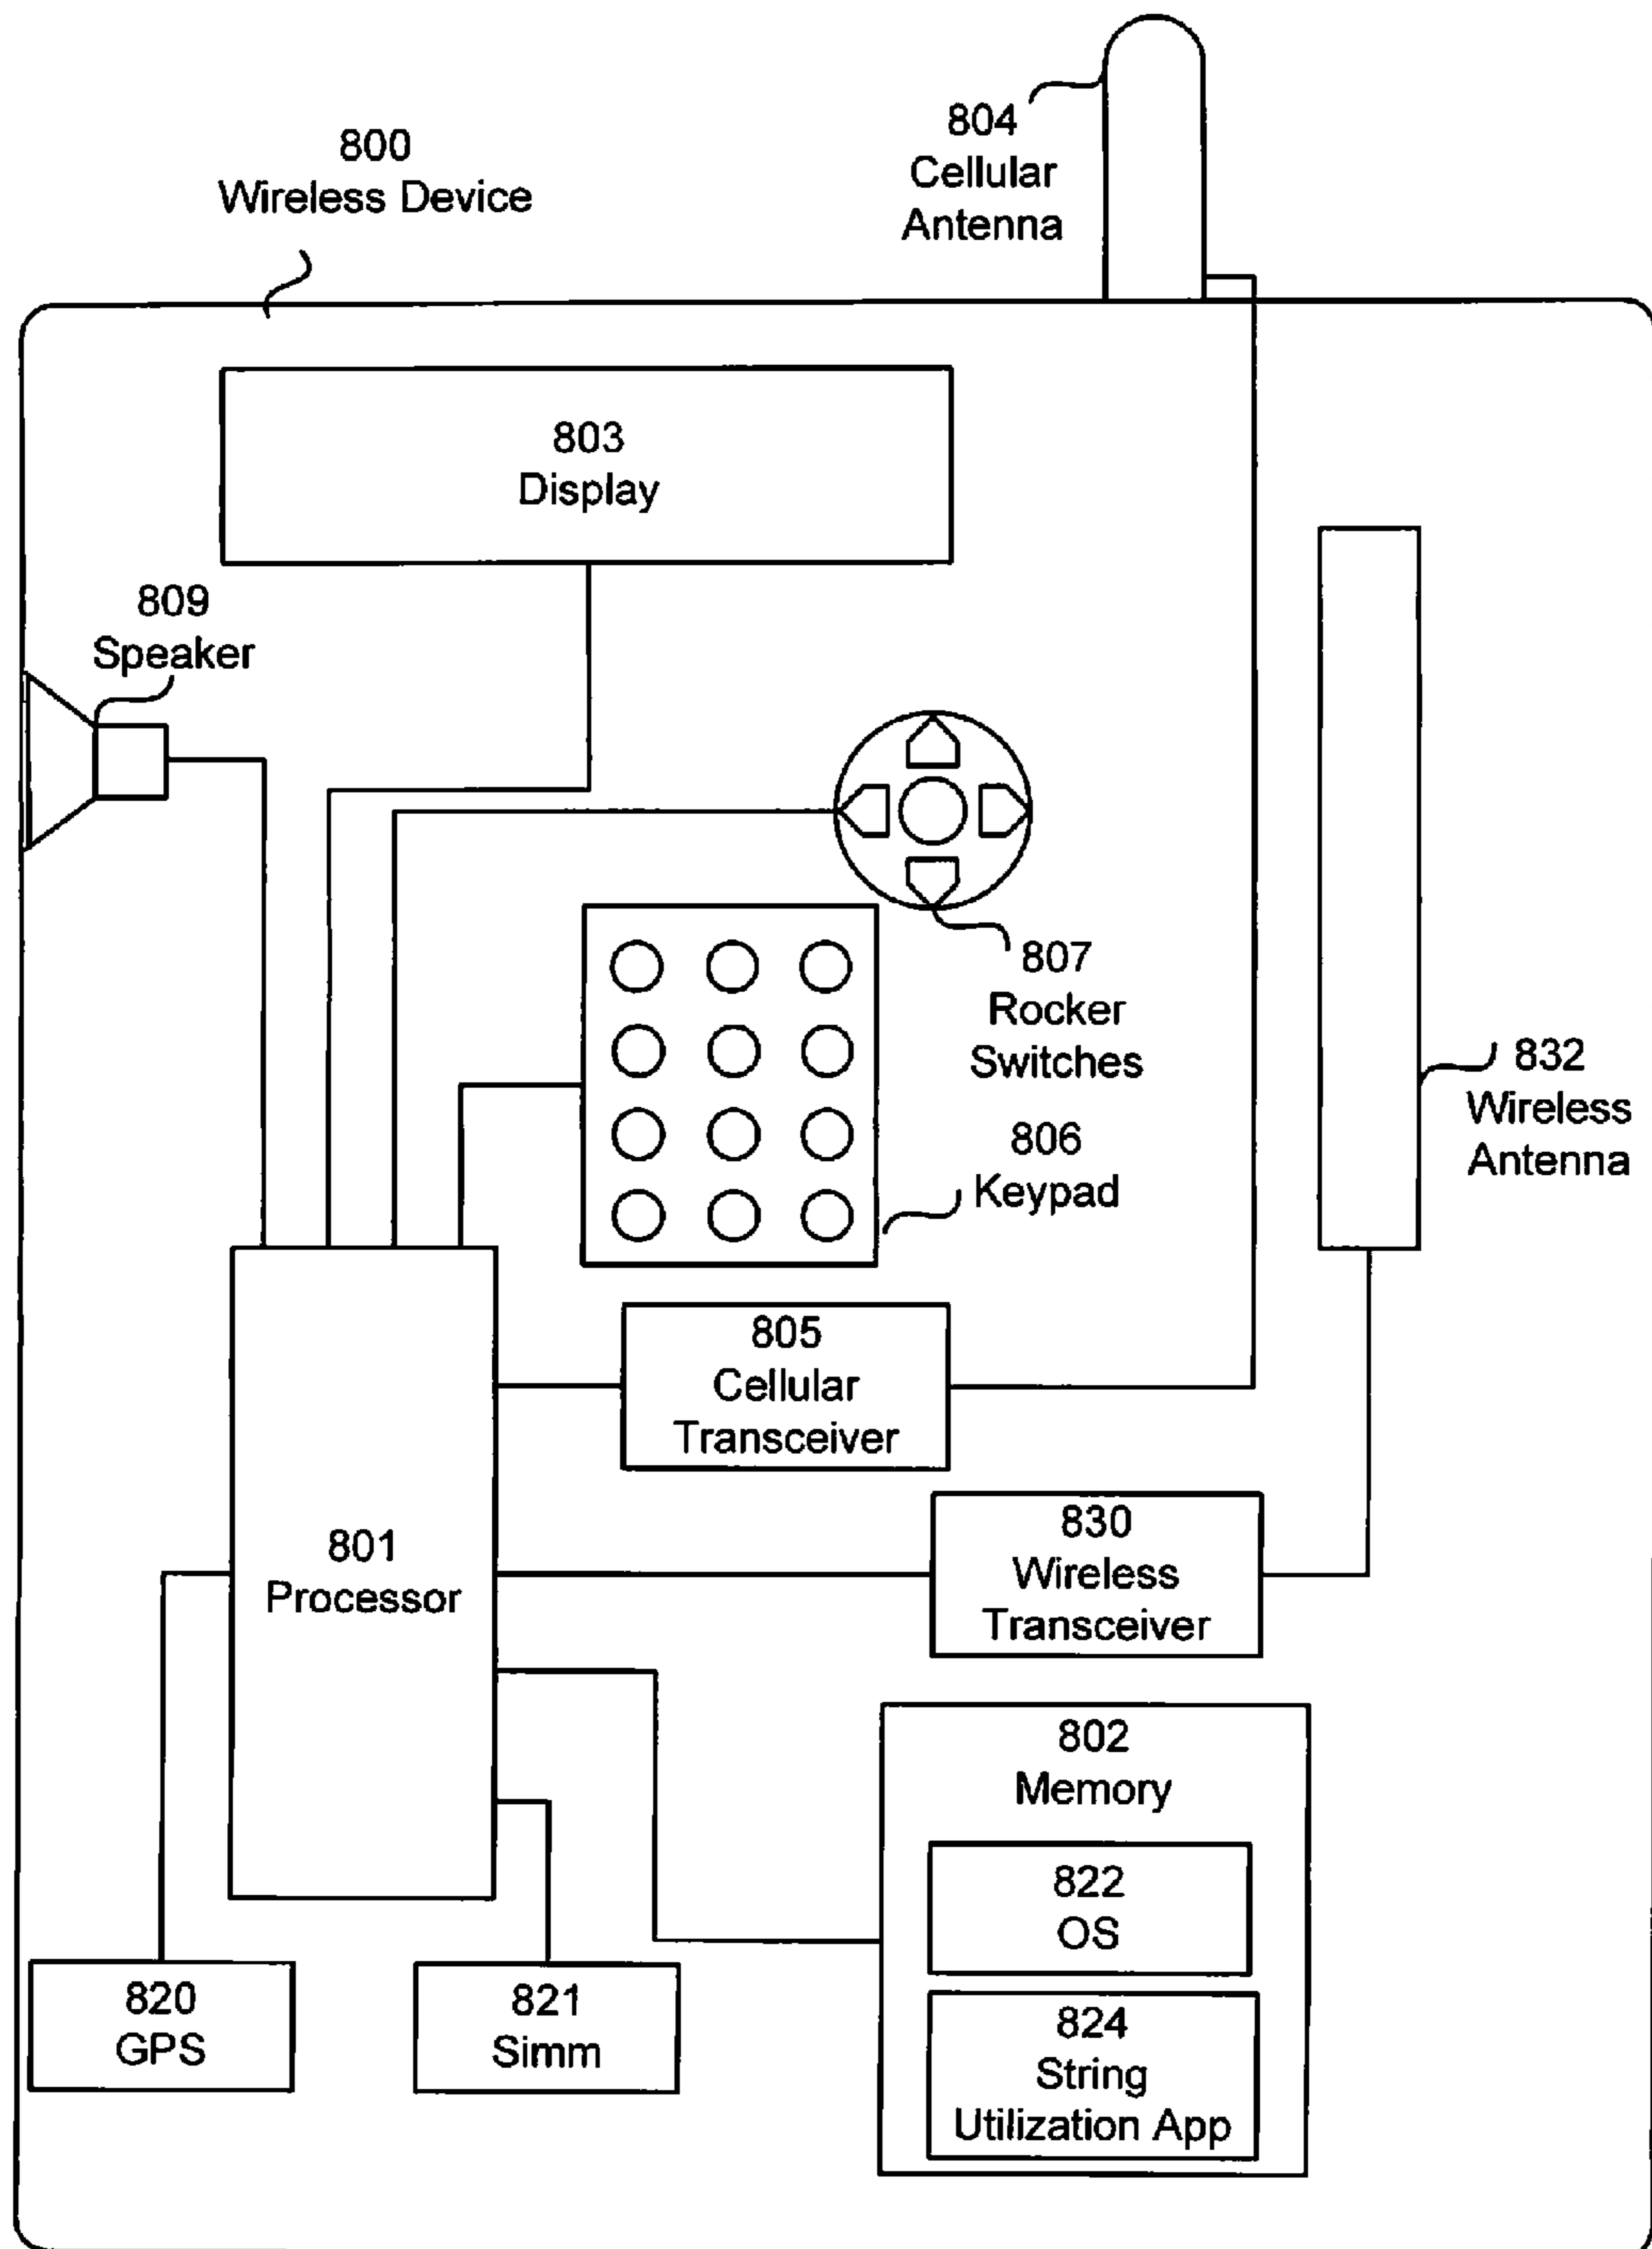 804
Cellular
Antenna
800
Wireless Device
803
Display
809
Speaker
807
Rocker
Switches
832
Wireless
Antenna
806
Keypad
805
Cellular
Transceiver
830
Wireless
Transceiver
801
Processor
802
Memory
822
OS
820
GPS
821
Simm
824
String
Utilization App